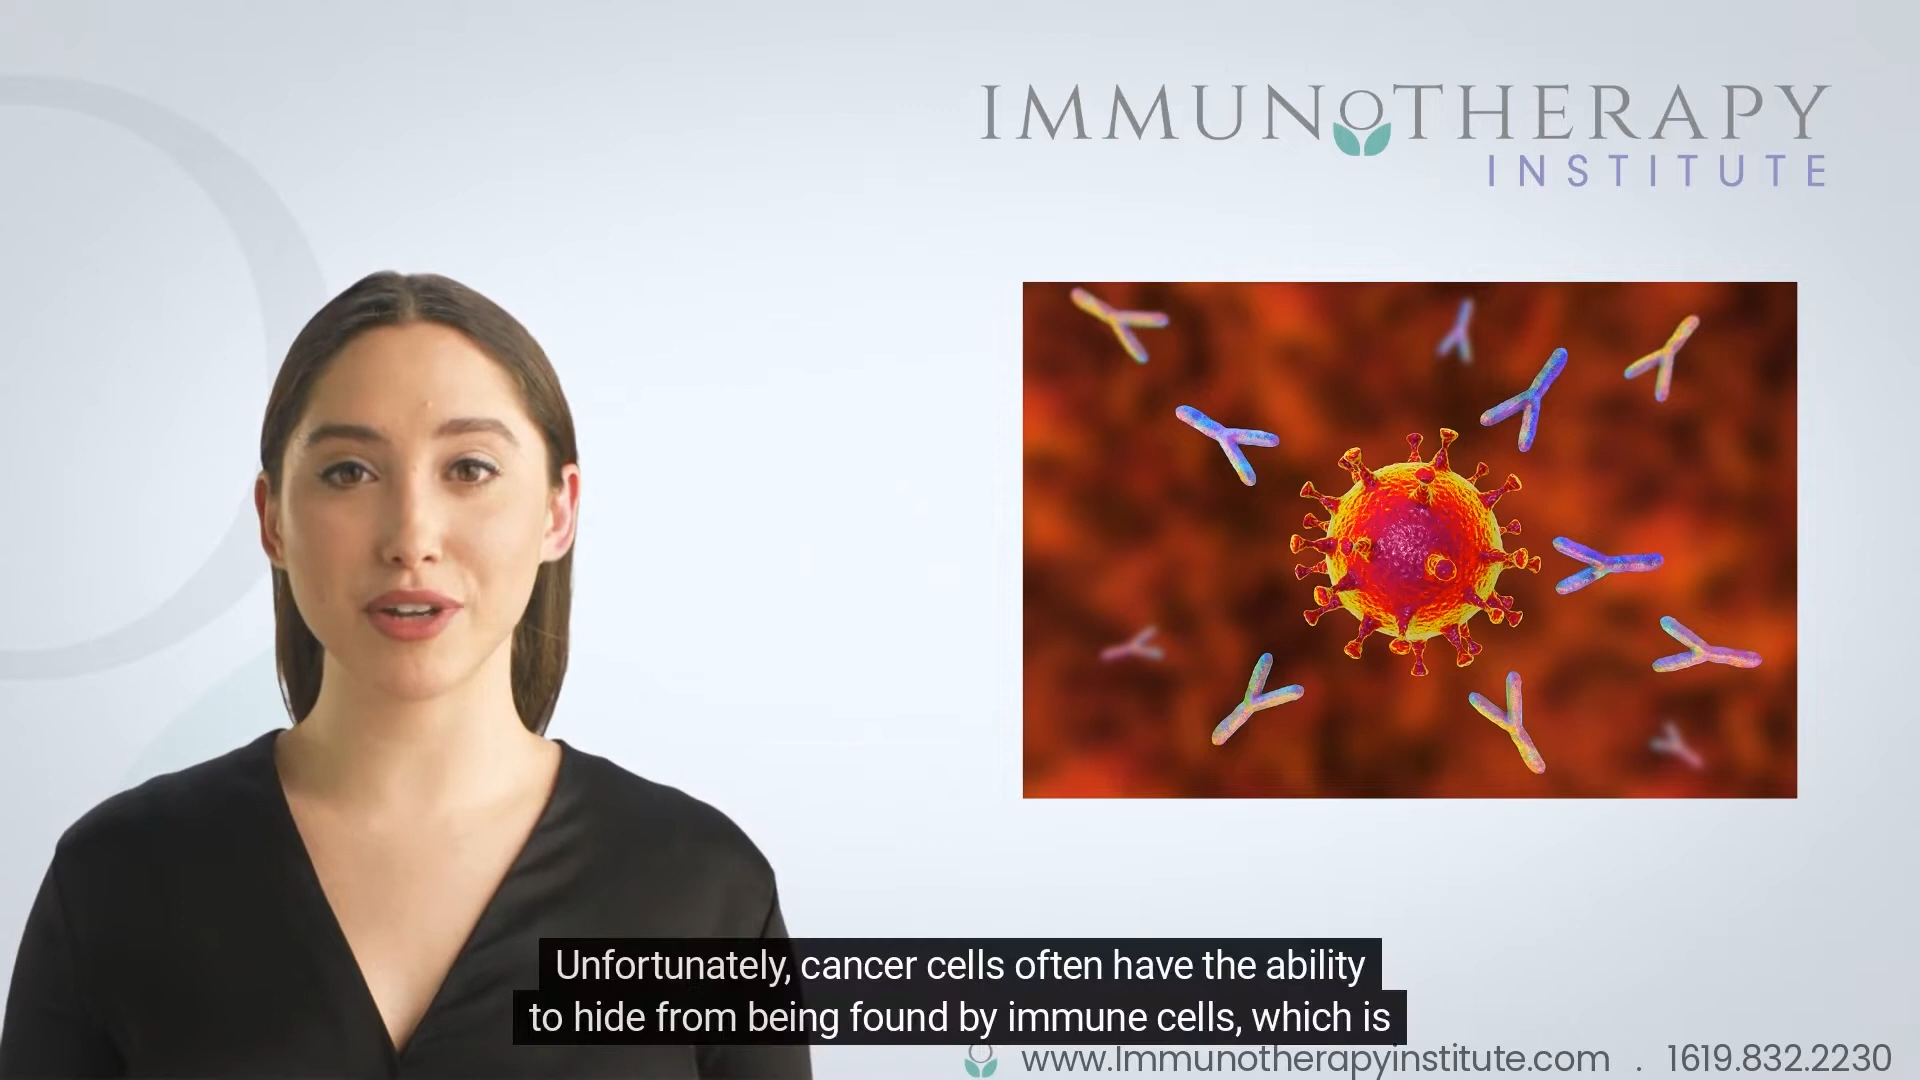 IMMUNOTHERAPY
INSTITUTE
Unfortunately, cancer cells often have the ability
to hide from being found by immune cells, which is
www.Immunotherapyinstitute.com . 1619.832.2230